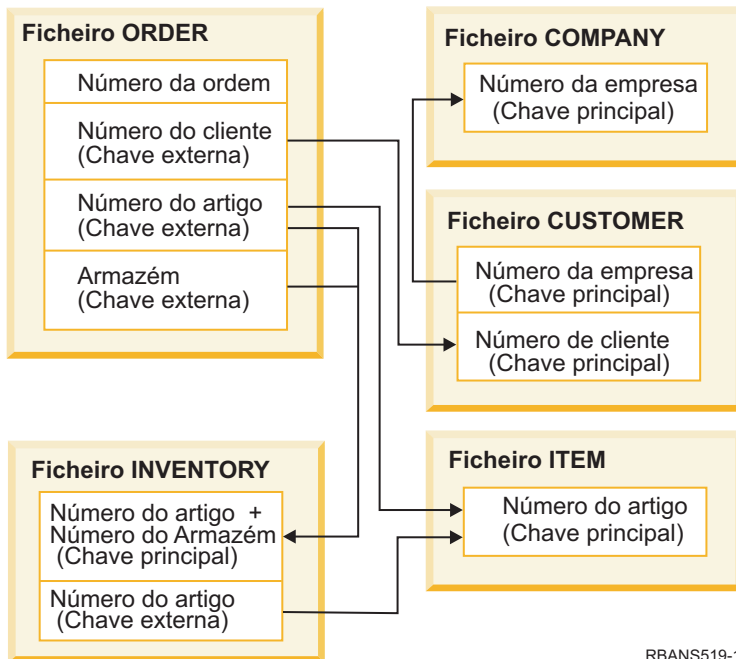 Ficheiro ORDER
Número da ordem
Número do cliente
(Chave externa)
Número do artigo
(Chave externa)
Armazém
(Chave externa)
Ficheiro COMPANY
Número da empresa
(Chave principal)
Ficheiro CUSTOMER
Número da empresa
(Chave principal)
Número de cliente
(Chave principal)
Ficheiro INVENTORY
Número do artigo +
Número do Armazém
(Chave principal)
Número do artigo
(Chave externa)
Ficheiro ITEM
Número do artigo
(Chave principal)
RBANS519-1